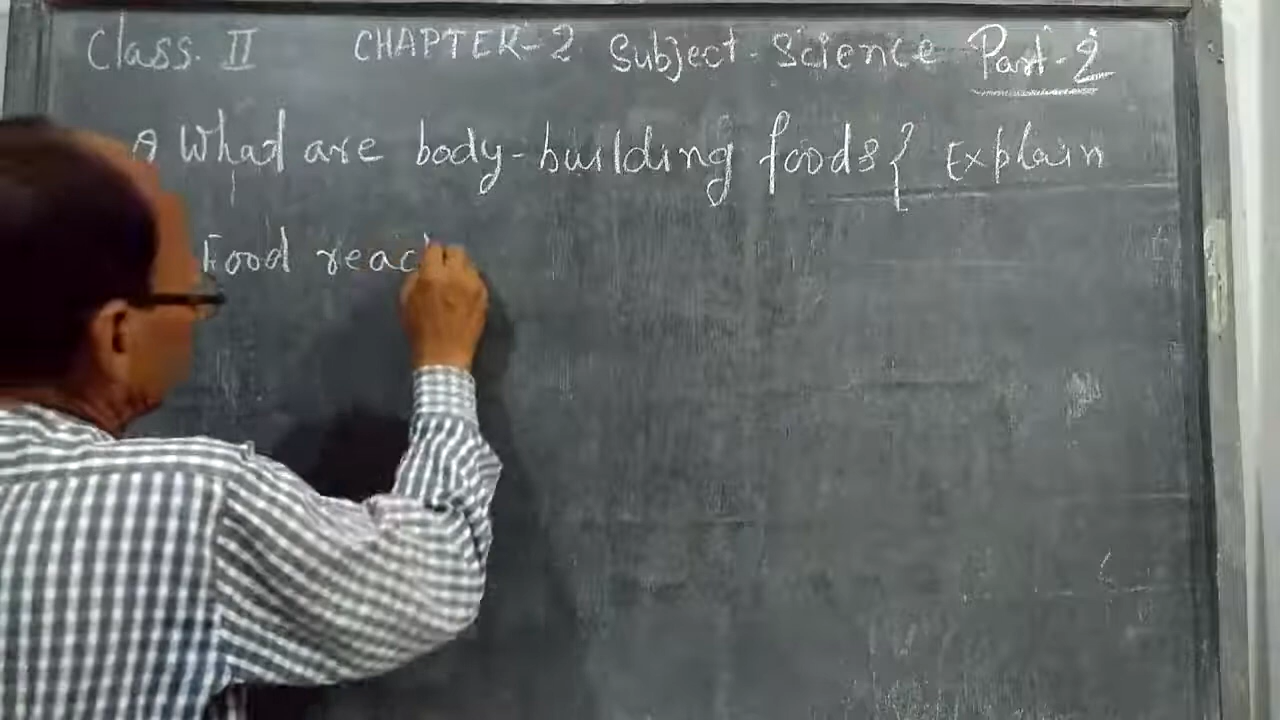 Class. II CHAPTER-2 Subject-Science Part-2
What are body-building foods? Explain
Food reac